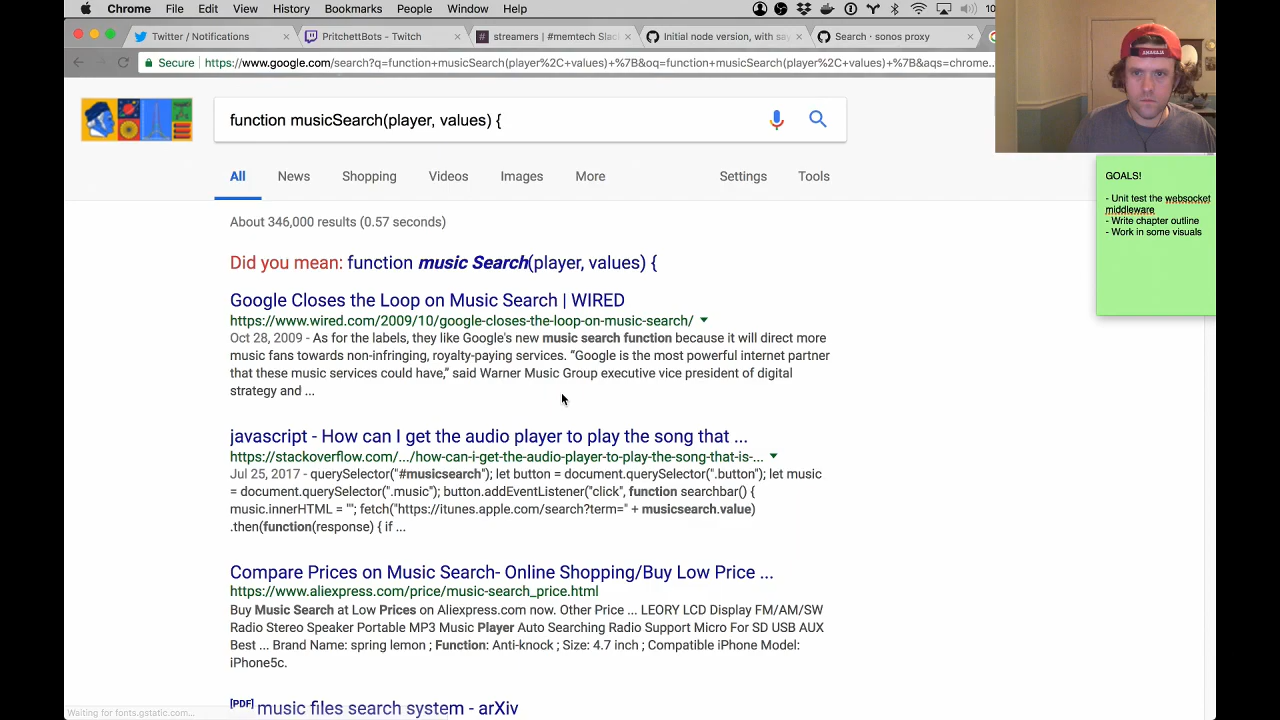 Chrome File Edit View History Bookmarks People Window Help
Twitter / Notifications
PritchettBots - Twitch
streamers | #memtech Slac
Initial node version, with say
Search · sonos proxy
Secure https://www.google.com/search?q=function+musicSearch(player%2C+values)+%7B&oq=function+musicSearch(player%2C+values)+%7B&aqs=chrome...
function musicSearch(player, values) {
GOALS!
- Unit test the websocket
middleware
- Write chapter outline
- Work in some visuals
All News Shopping Videos Images More Settings Tools
About 346,000 results (0.57 seconds)
Did you mean: function music Search(player, values) {
Google Closes the Loop on Music Search | WIRED
https://www.wired.com/2009/10/google-closes-the-loop-on-music-search/
Oct 28, 2009 - As for the labels, they like Google's new music search function because it will direct more
music fans towards non-infringing, royalty-paying services. “Google is the most powerful internet partner
that these music services could have,” said Warner Music Group executive vice president of digital
strategy and ...
javascript - How can I get the audio player to play the song that ...
https://stackoverflow.com/.../how-can-i-get-the-audio-player-to-play-the-song-that-is-...
Jul 25, 2017 - querySelector("#musicsearch"); let button = document.querySelector(".button"); let music
= document.querySelector(".music"); button.addEventListener("click", function searchbar() {
music.innerHTML = ""; fetch("https://itunes.apple.com/search?term=" + musicsearch.value)
.then(function(response) { if ...
Compare Prices on Music Search- Online Shopping/Buy Low Price ...
https://www.aliexpress.com/price/music-search_price.html
Buy Music Search at Low Prices on Aliexpress.com now. Other Price ... LEORY LCD Display FM/AM/SW
Radio Stereo Speaker Portable MP3 Music Player Auto Searching Radio Support Micro For SD USB AUX
Best ... Brand Name: spring lemon ; Function: Anti-knock ; Size: 4.7 inch ; Compatible iPhone Model:
iPhone5c.
[PDF] music files search system - arXiv
Waiting for fonts.gstatic.com...